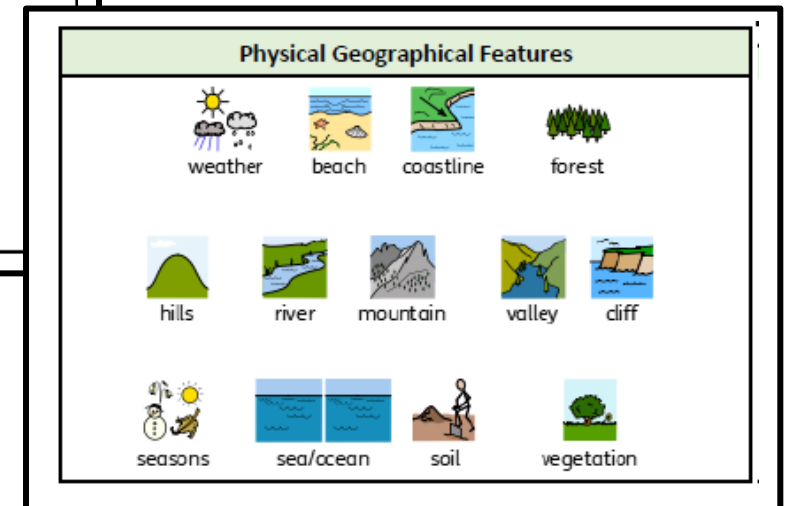 Physical Geographical Features
weather beach coastline forest
hills river mountain valley cliff
seasons sea/ocean soil vegetation